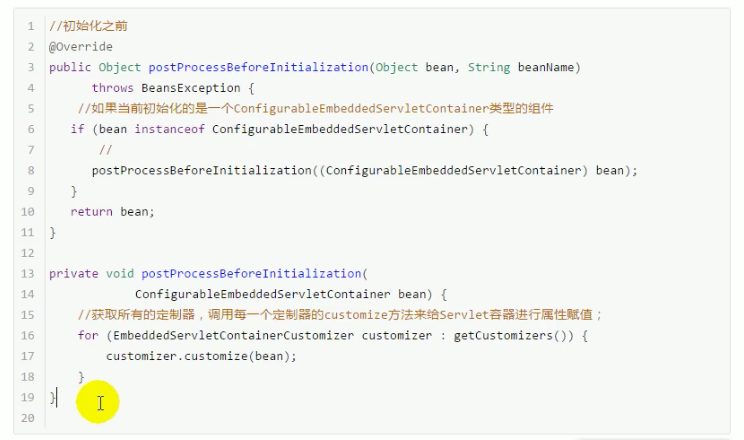 1 //初始化之前
2 @Override
3 public Object postProcessBeforeInitialization(Object bean, String beanName)
4 throws BeansException {
5 //如果当前初始化的是一个ConfigurableEmbeddedServletContainer类型的组件
6 if (bean instanceof ConfigurableEmbeddedServletContainer) {
7 //
8 postProcessBeforeInitialization((ConfigurableEmbeddedServletContainer) bean);
9 }
10 return bean;
11 }
12
13 private void postProcessBeforeInitialization(
14 ConfigurableEmbeddedServletContainer bean) {
15 //获取所有的定制器，调用每一个定制器的customize方法来给Servlet容器进行属性赋值；
16 for (EmbeddedServletContainerCustomizer customizer : getCustomizers()) {
17 customizer.customize(bean);
18 }
19 }
20